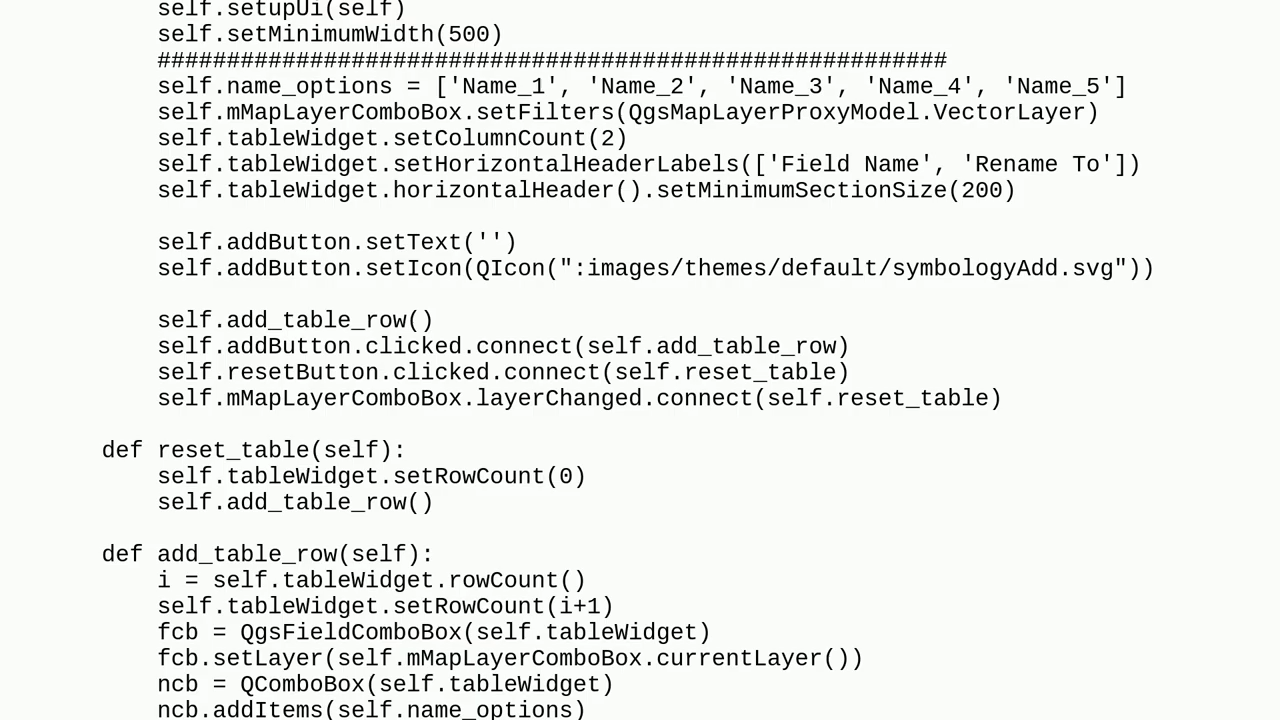 self.setupUi(self)
self.setMinimumWidth(500)
#########################################################
self.name_options = ['Name_1', 'Name_2', 'Name_3', 'Name_4', 'Name_5']
self.mMapLayerComboBox.setFilters(QgsMapLayerProxyModel.VectorLayer)
self.tableWidget.setColumnCount(2)
self.tableWidget.setHorizontalHeaderLabels(['Field Name', 'Rename To'])
self.tableWidget.horizontalHeader().setMinimumSectionSize(200)
self.addButton.setText('')
self.addButton.setIcon(QIcon(":images/themes/default/symbologyAdd.svg"))
self.add_table_row()
self.addButton.clicked.connect(self.add_table_row)
self.resetButton.clicked.connect(self.reset_table)
self.mMapLayerComboBox.layerChanged.connect(self.reset_table)
def reset_table(self):
self.tableWidget.setRowCount(0)
self.add_table_row()
def add_table_row(self):
i = self.tableWidget.rowCount()
self.tableWidget.setRowCount(i+1)
fcb = QgsFieldComboBox(self.tableWidget)
fcb.setLayer(self.mMapLayerComboBox.currentLayer())
ncb = QComboBox(self.tableWidget)
ncb.addItems(self.name_options)